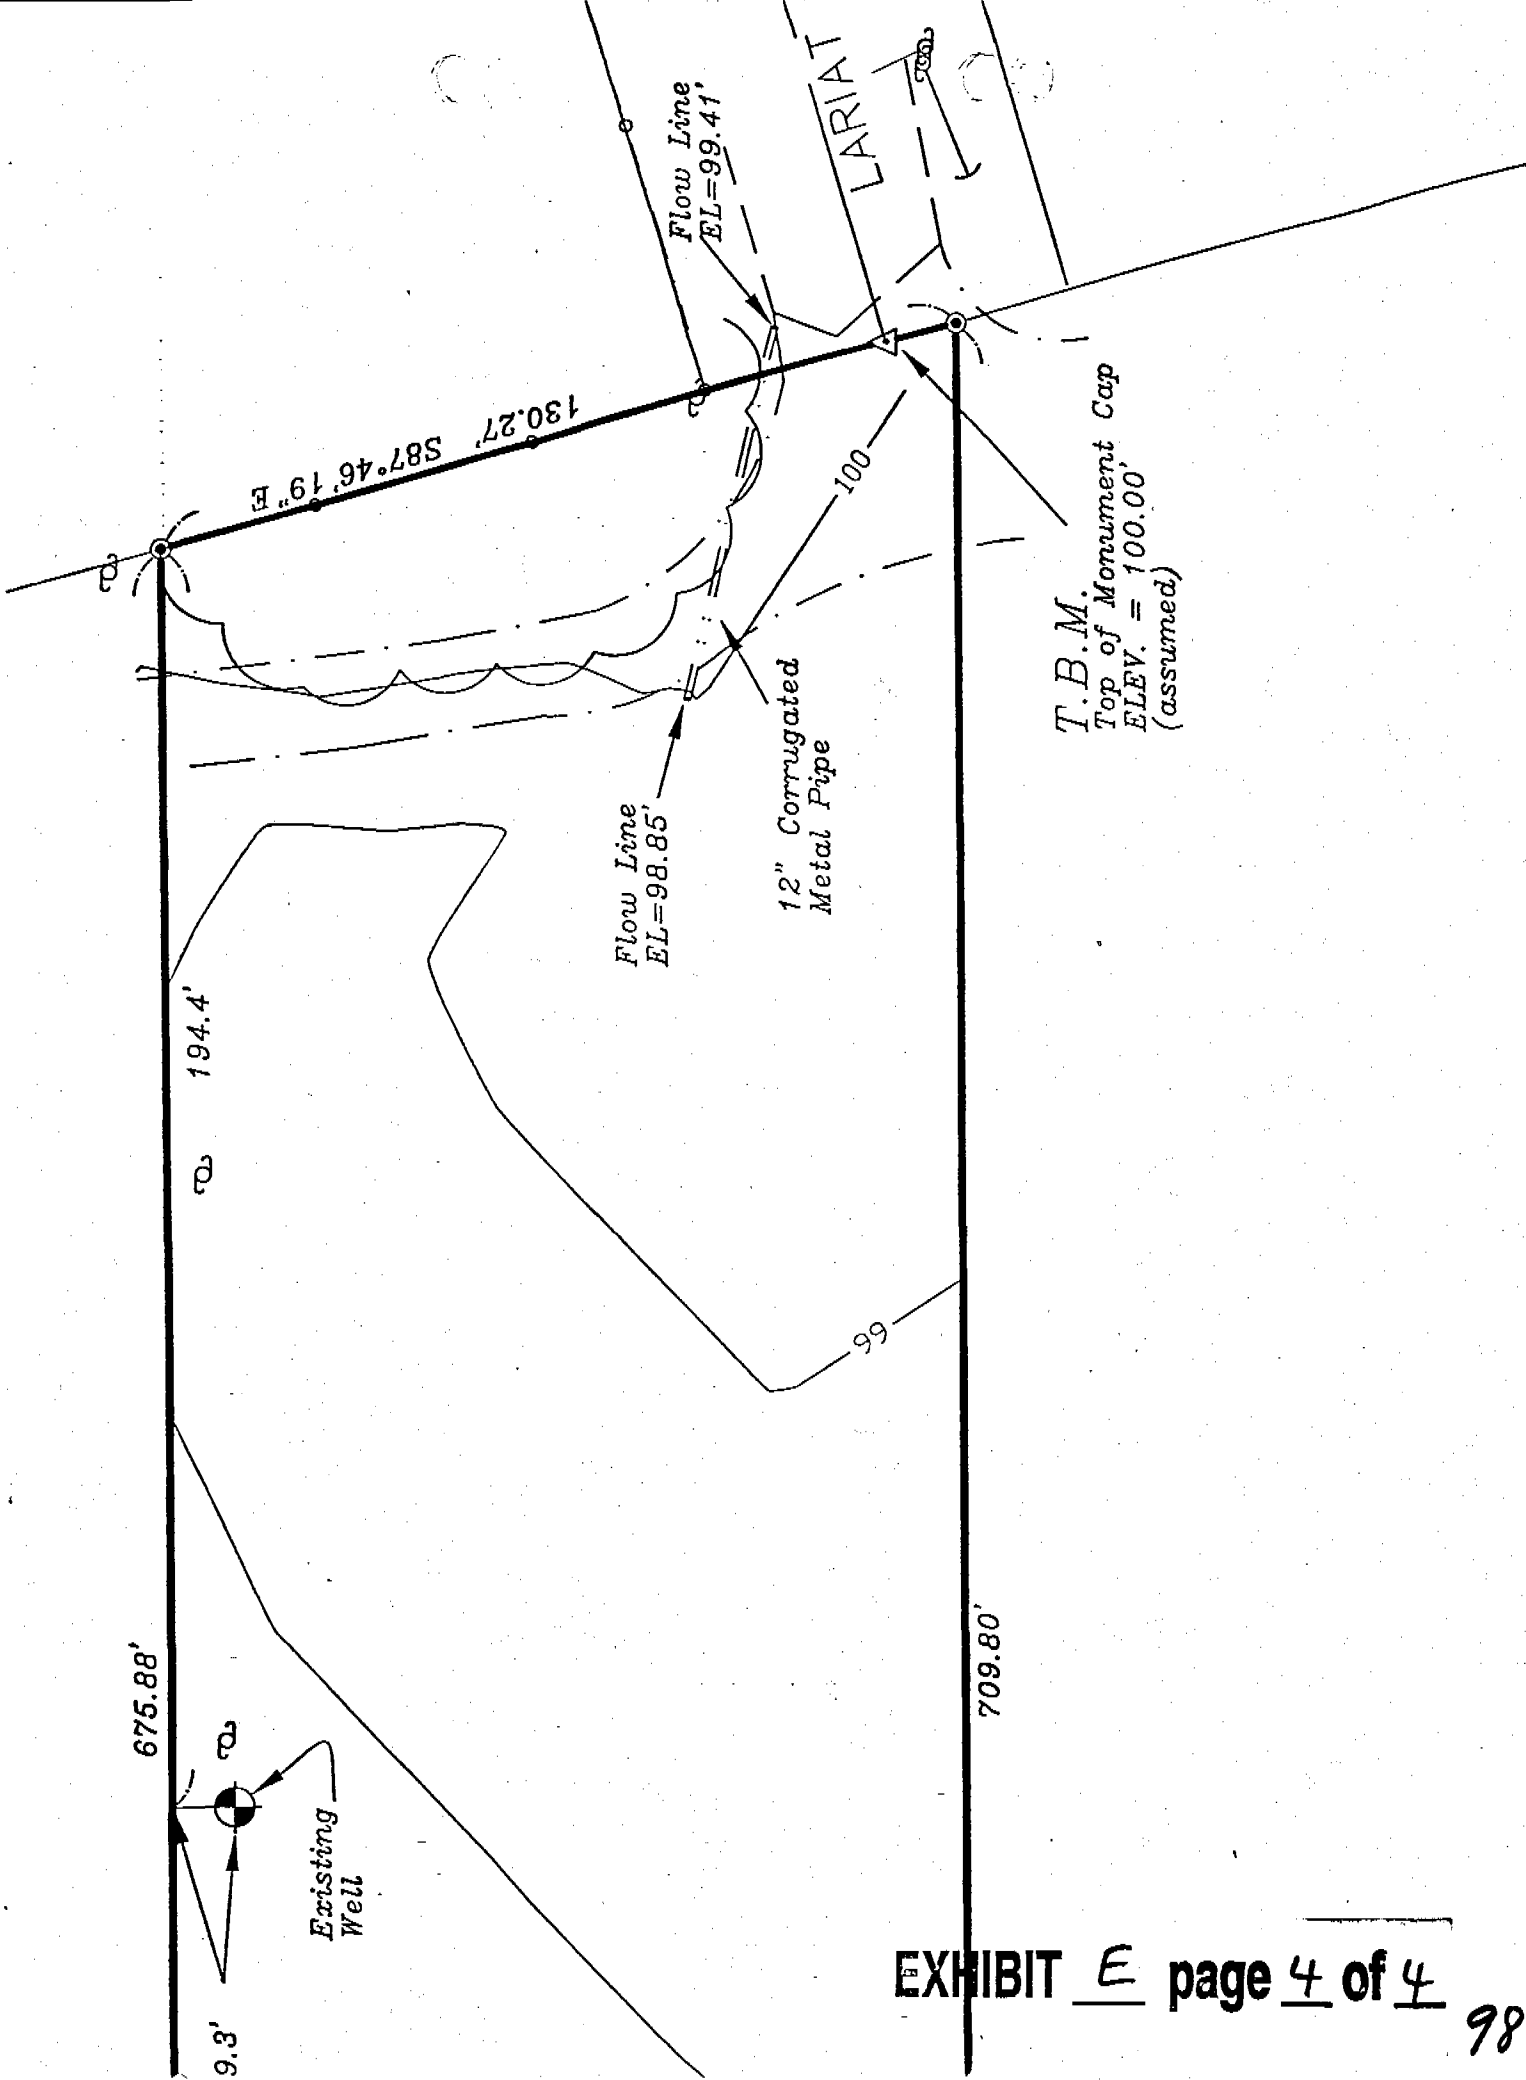 LARIAT
Flow Line
EL=99.41'
S87°46'19"E 130.27'
100
T.B.M.
Top of Monument Cap
ELEV. = 100.00'
(assumed)
12" Corrugated
Metal Pipe
Flow Line
EL=98.85'
194.4'
99
675.88'
709.80'
Existing
Well
9.3'
EXHIBIT E page 4 of 4
98